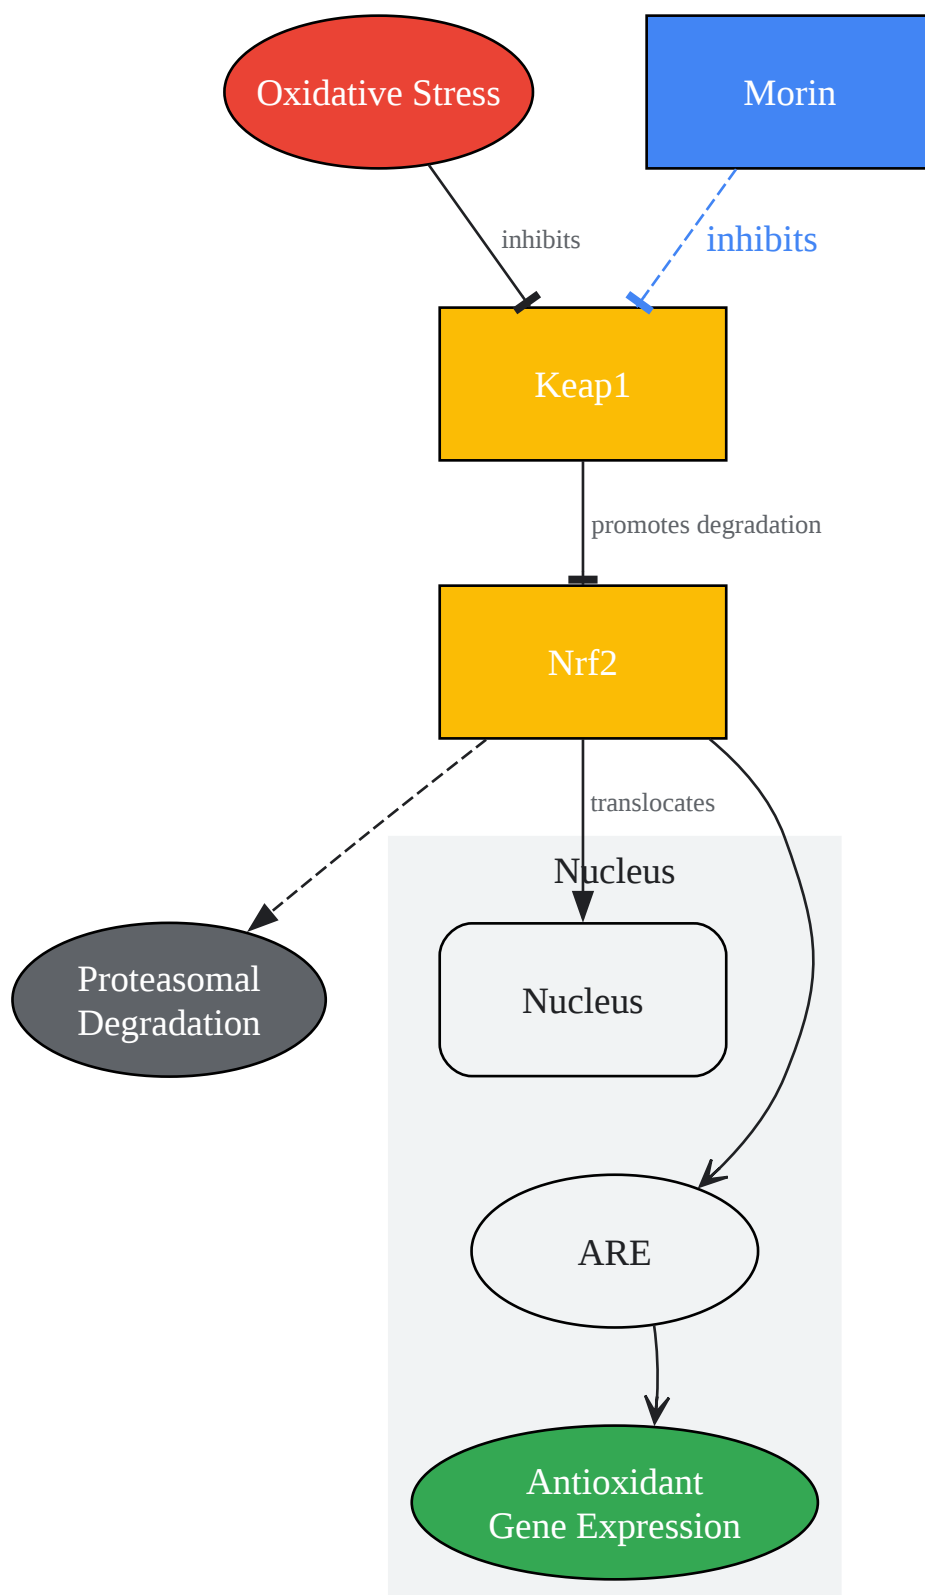 Oxidative Stress
Morin
inhibits
inhibits
Keap1
promotes degradation
Nrf2
translocates
Nucleus
Proteasomal
Degradation
Nucleus
ARE
Antioxidant
Gene Expression